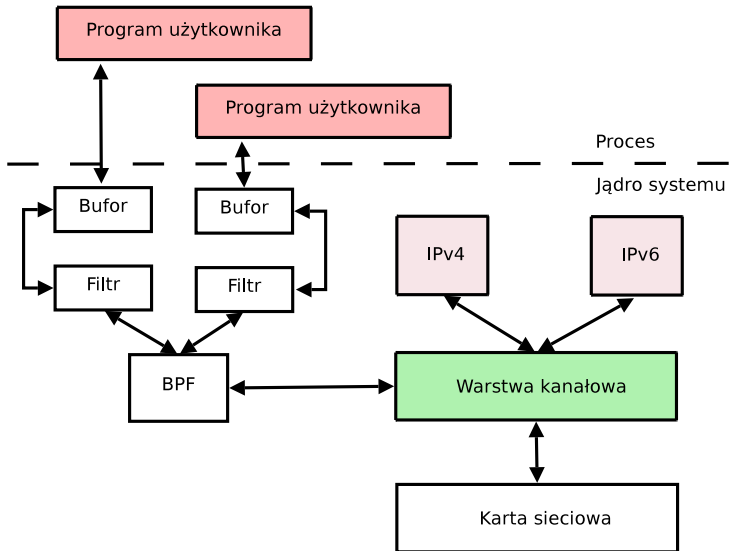 Program użytkownika
Program użytkownika
Proces
Jądro systemu
Bufor
Bufor
IPv4
IPv6
Filtr
Filtr
BPF
Warstwa kanałowa
Karta sieciowa